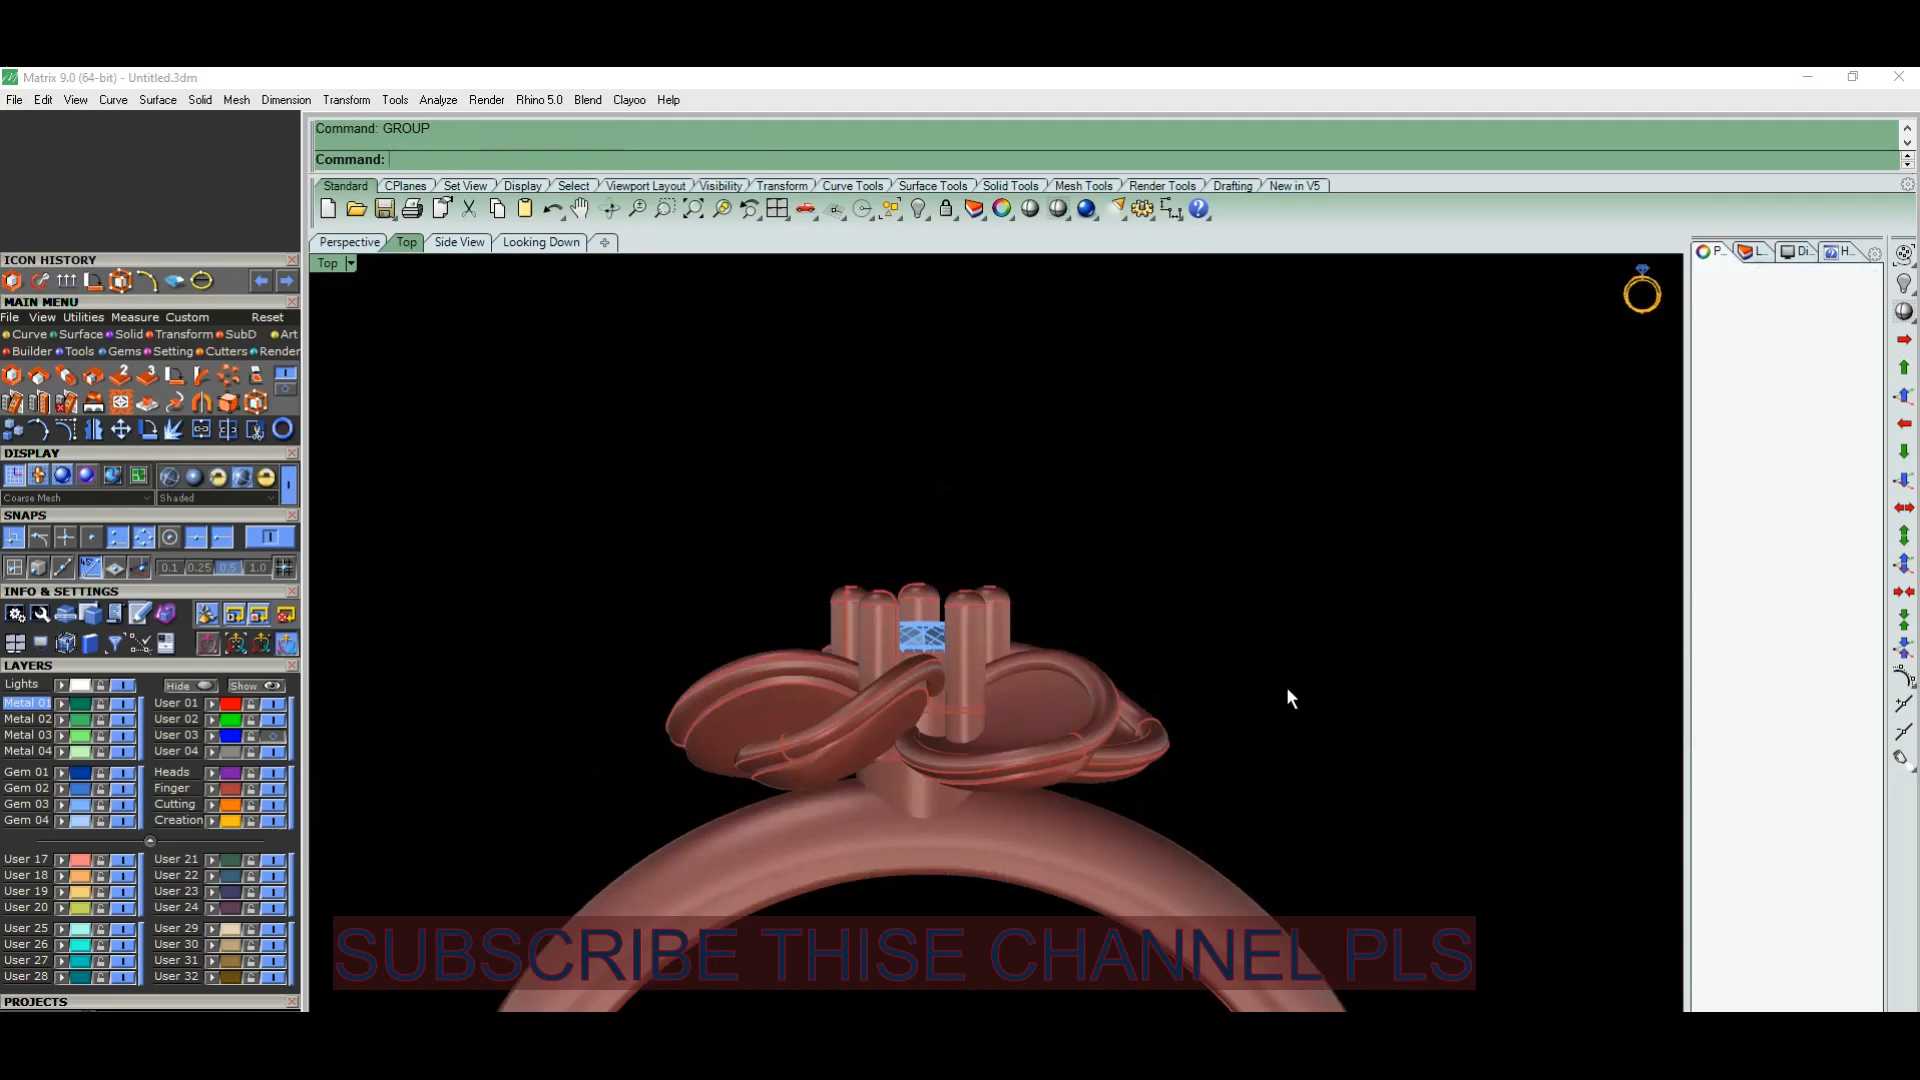 Matrix 9.0 (64-bit) - Untitled.3dm
File Edit View Curve Surface Solid Mesh Dimension Transform Tools Analyze Render Rhino 5.0 Blend Clayoo Help
Command: GROUP
Command:
Standard CPlanes Set View Display Select Viewport Layout Visibility Transform Curve Tools Surface Tools Solid Tools Mesh Tools Render Tools Drafting New in V5
Perspective Top Side View Looking Down
Top
P... L... Di... H...
ICON HISTORY
MAIN MENU
File View Utilities Measure Custom Reset
Curve Surface Solid Transform SubD Art
Builder Tools Gems Setting Cutters Render
DISPLAY
Coarse Mesh Shaded
SNAPS
0.1 0.25 0.5 1.0
INFO & SETTINGS
LAYERS
Lights Hide Show
Metal 01 User 01
Metal 02 User 02
Metal 03 User 03
Metal 04 User 04
Gem 01 Heads
Gem 02 Finger
Gem 03 Cutting
Gem 04 Creation
User 17 User 21
User 18 User 22
User 19 User 23
User 20 User 24
User 25 User 29
User 26 User 30
User 27 User 31
User 28 User 32
PROJECTS
SUBSCRIBE THISE CHANNEL PLS